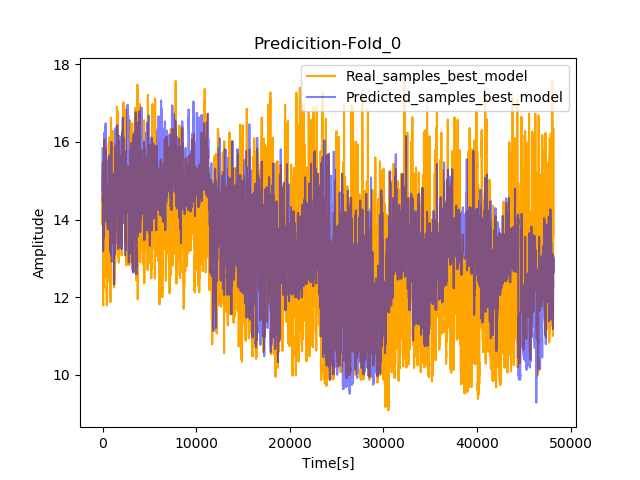 Predicition-Fold_0
Real_samples_best_model
Predicted_samples_best_model
18
16
14
12
10
Amplitude
0
10000
20000
30000
40000
50000
Time[s]